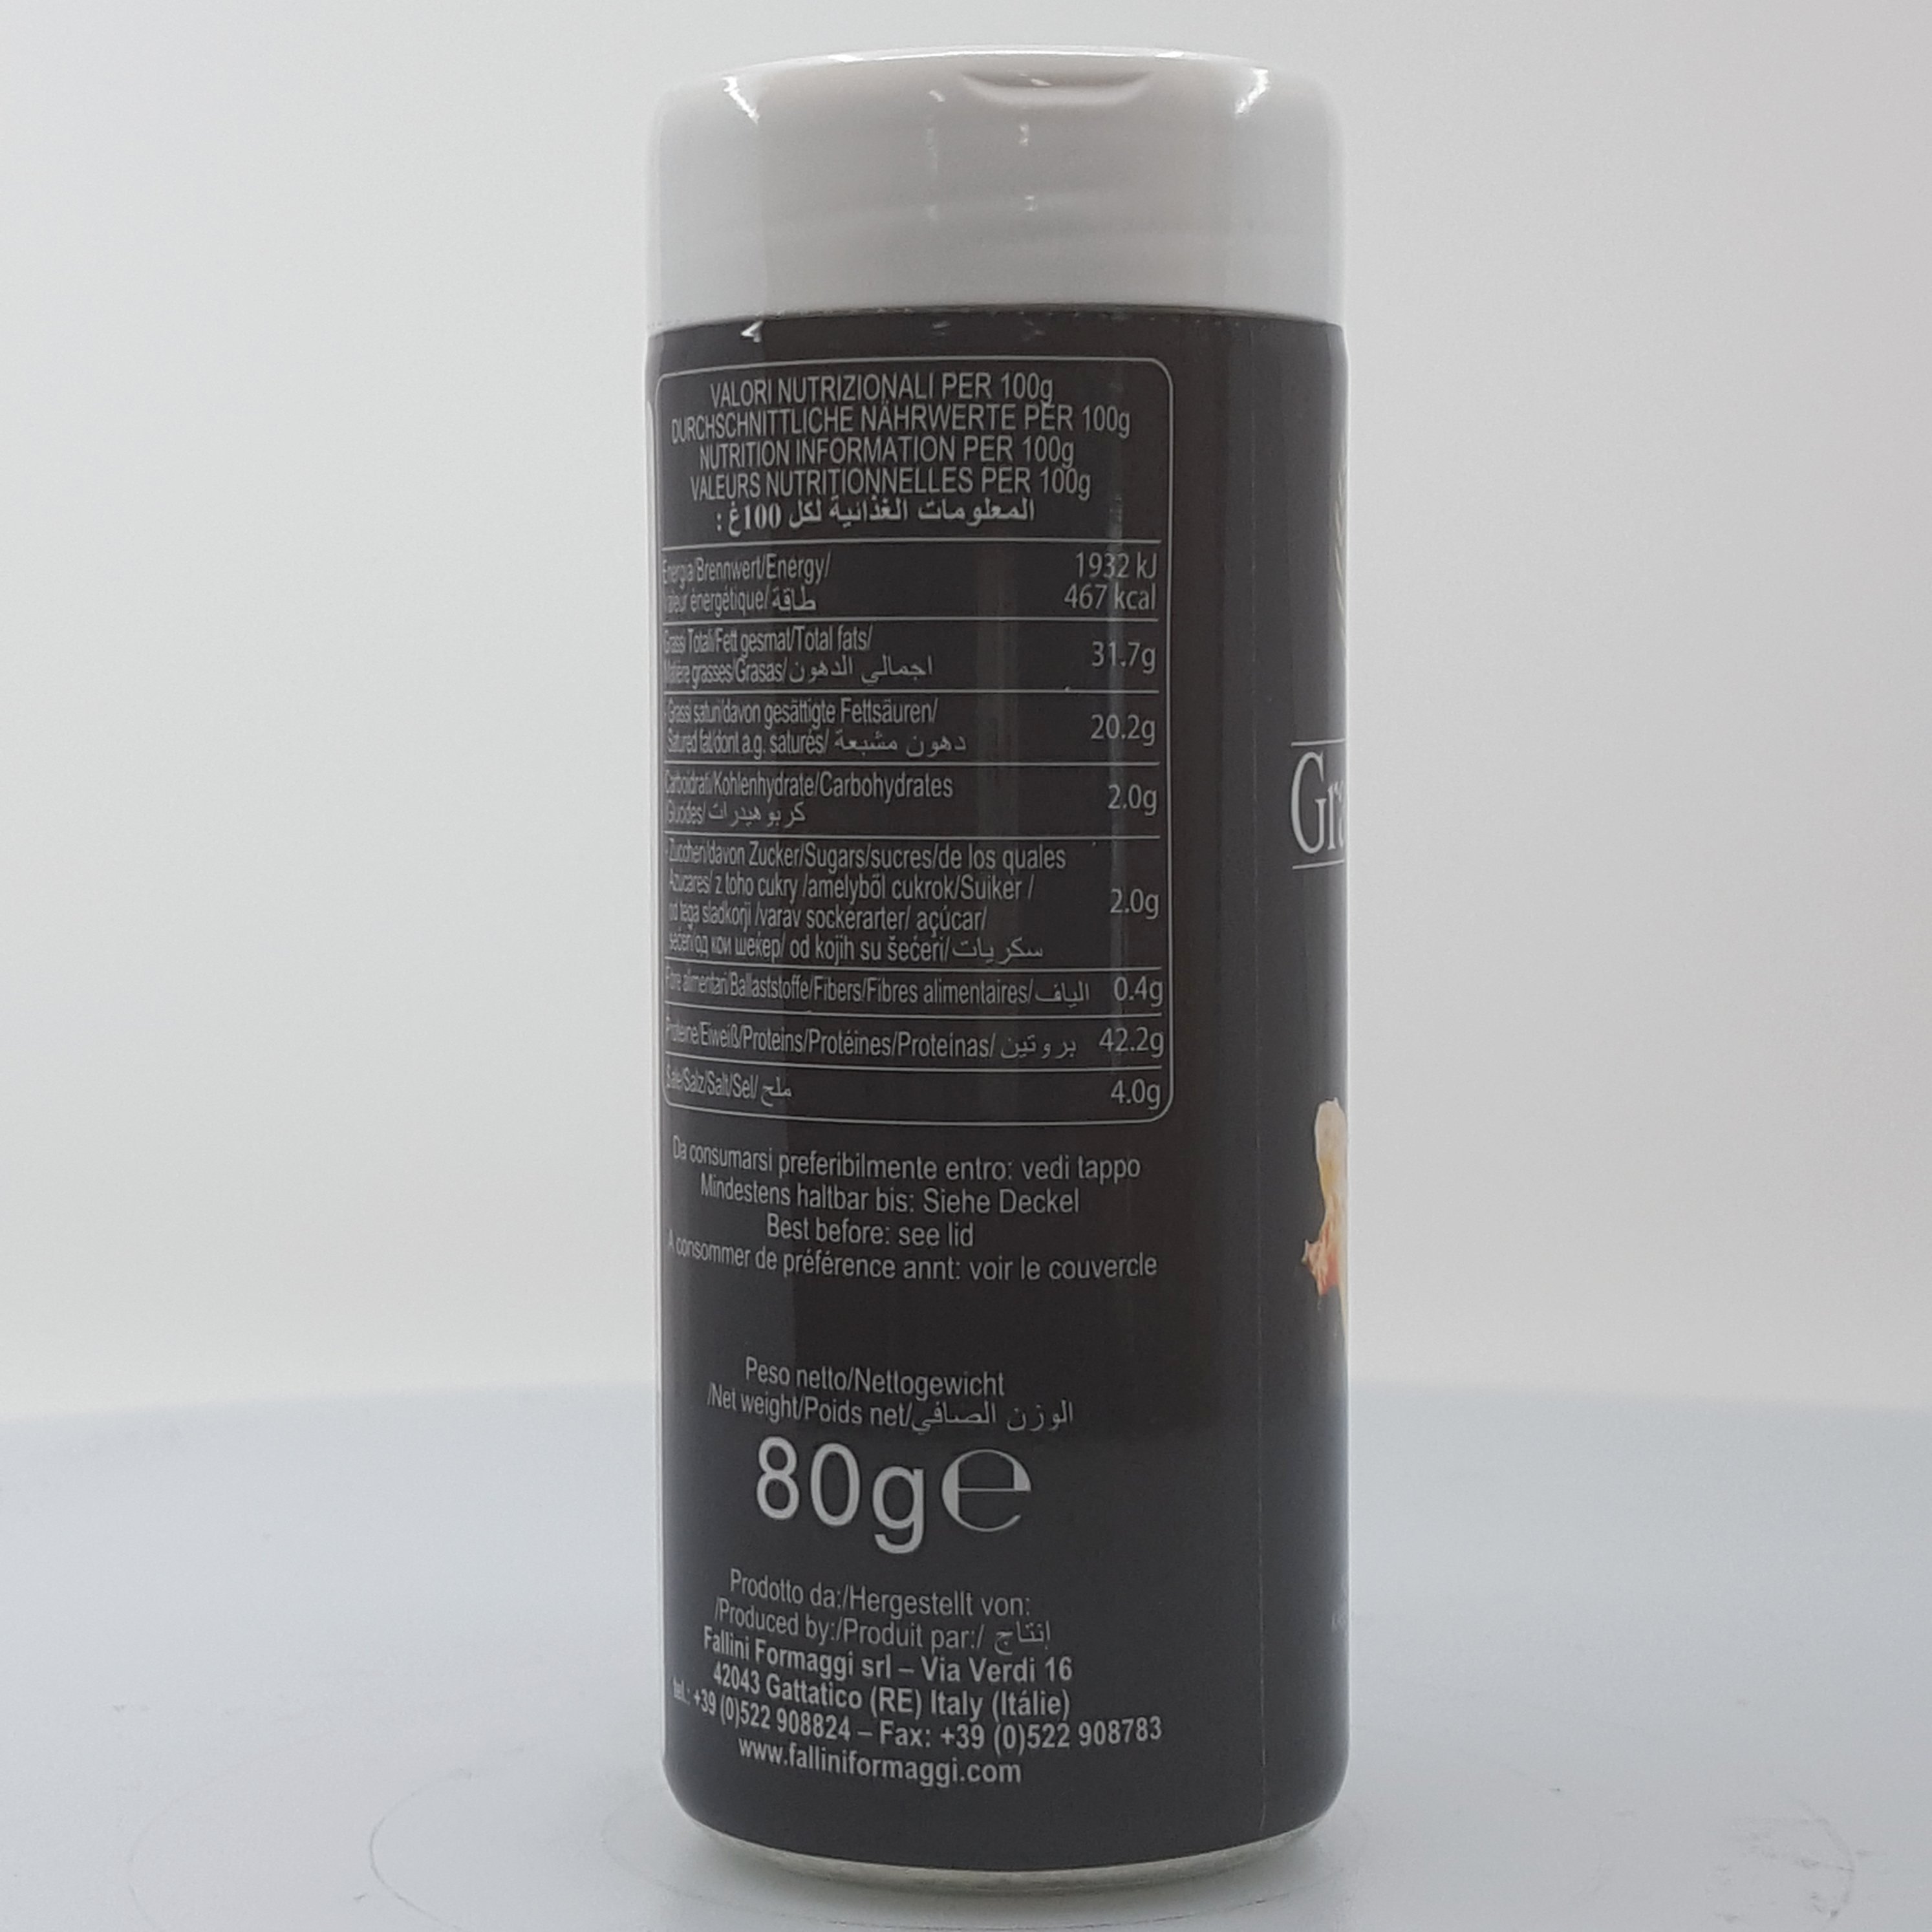 VALORI NUTRIZIONALI PER 100g
DURCHSCHNITTLICHE NÄHRWERTE PER 100g
NUTRITION INFORMATION PER 100g
VALEURS NUTRITIONNELLES PER 100g
المعلومات الغذائية لكل 100غ :
Energia/Brennwert/Energy/ 1932 kJ
Valeur énergétique/ طاقة 467 kcal
Grassi Totali/Fett gesmat/Total fats/
Matière grasses/Grasas/ اجمالي الدهون 31.7g
Grassi saturi/davon gesättigte Fettsäuren/
Satured fat/dont a.g. saturés/ دهون مشبعة 20.2g
Carboidrati/Kohlenhydrate/Carbohydrates
Glucides/ كربوهيدرات 2.0g
Zuccheri/davon Zucker/Sugars/sucres/de los quales
Azucares/ z toho cukry /amelyböl cukrok/Suiker /
od tega sladkorji /varav sockerarter/ açúcar/ 2.0g
šećeri/од кои шеќер/ od kojih su šećeri/ سكريات
Fibre alimentari/Ballaststoffe/Fibers/Fibres alimentaires/ الياف 0.4g
Proteine/Eiweiß/Proteins/Protéines/Proteínas/ بروتين 42.2g
Sale/Salz/Salt/Sel/ ملح 4.0g
Da consumarsi preferibilmente entro: vedi tappo
Mindestens haltbar bis: Siehe Deckel
Best before: see lid
A consommer de préférence annt: voir le couvercle
Peso netto/Nettogewicht
/Net weight/Poids net/ الوزن الصافي
80g℮
Prodotto da:/Hergestellt von:
/Produced by:/Produit par:/ إنتاج
Fallini Formaggi srl – Via Verdi 16
42043 Gattatico (RE) Italy (Itálie)
tel.: +39 (0)522 908824 – Fax: +39 (0)522 908783
www.falliniformaggi.com